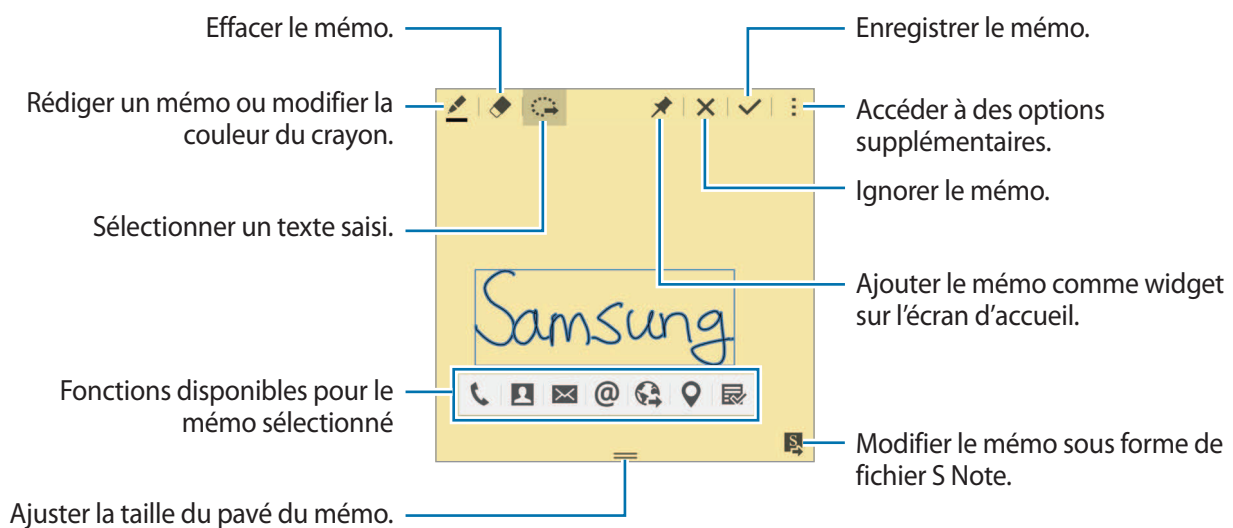 Effacer le mémo.
Enregistrer le mémo.
Rédiger un mémo ou modifier la
couleur du crayon.
Accéder à des options
supplémentaires.
Ignorer le mémo.
Sélectionner un texte saisi.
Ajouter le mémo comme widget
sur l'écran d'accueil.
Samsung
Fonctions disponibles pour le
mémo sélectionné
@
S
Modifier le mémo sous forme de
fichier S Note.
Ajuster la taille du pavé du mémo.